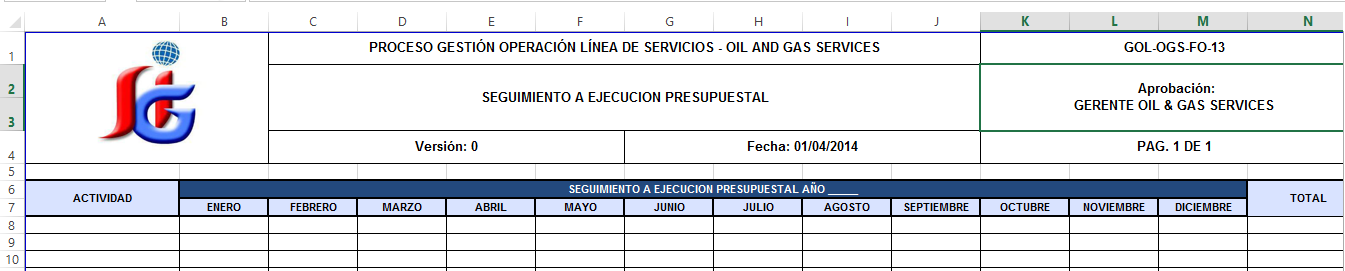 A B C D E F G H I J K L M N
1 PROCESO GESTIÓN OPERACIÓN LÍNEA DE SERVICIOS - OIL AND GAS SERVICES GOL-OGS-FO-13
2 SEGUIMIENTO A EJECUCION PRESUPUESTAL Aprobación:
3 GERENTE OIL & GAS SERVICES
4 Versión: 0 Fecha: 01/04/2014 PAG. 1 DE 1
5
6 ACTIVIDAD SEGUIMIENTO A EJECUCION PRESUPUESTAL AÑO _____ TOTAL
7 ENERO FEBRERO MARZO ABRIL MAYO JUNIO JULIO AGOSTO SEPTIEMBRE OCTUBRE NOVIEMBRE DICIEMBRE
8
9
10